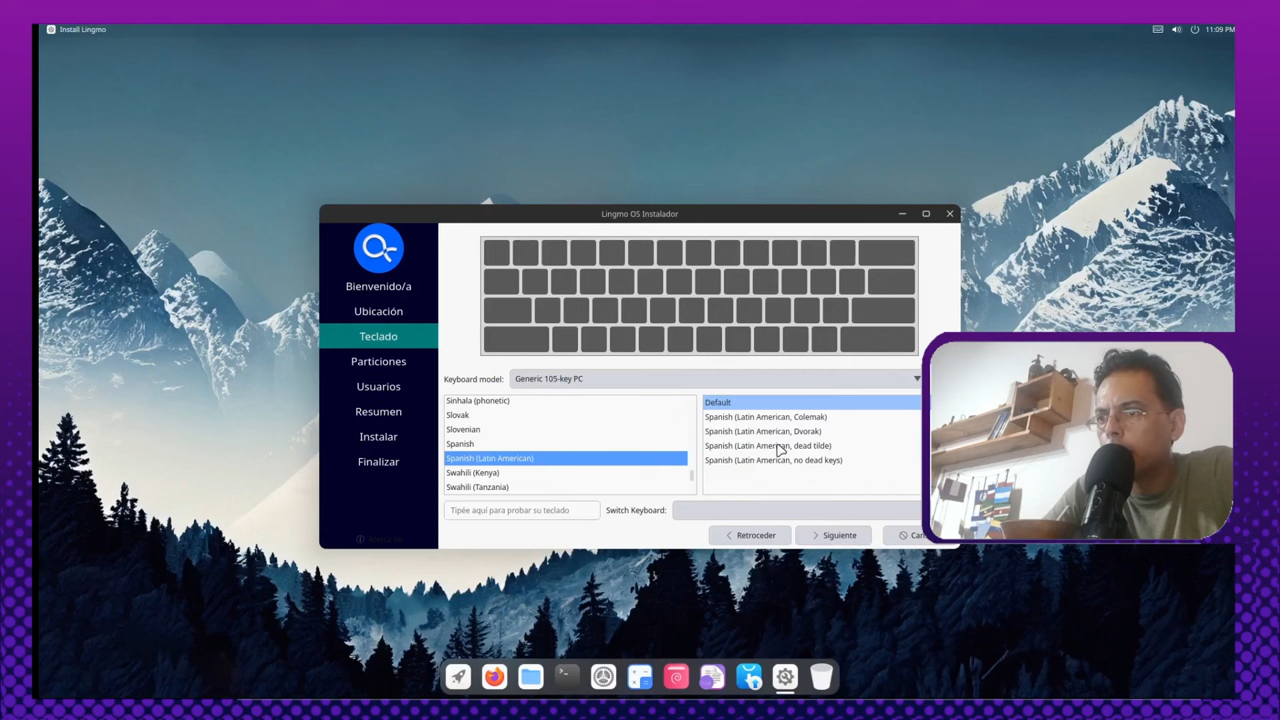 Install Lingmo
11:09 PM
Lingmo OS Instalador
Bienvenido/a
Ubicación
Teclado
Particiones
Usuarios
Resumen
Instalar
Finalizar
Keyboard model:
Generic 105-key PC
Sinhala (phonetic)
Slovak
Slovenian
Spanish
Spanish (Latin American)
Swahili (Kenya)
Swahili (Tanzania)
Default
Spanish (Latin American, Colemak)
Spanish (Latin American, Dvorak)
Spanish (Latin American, dead tilde)
Spanish (Latin American, no dead keys)
Tipée aquí para probar su teclado
Switch Keyboard:
Retroceder
Siguiente